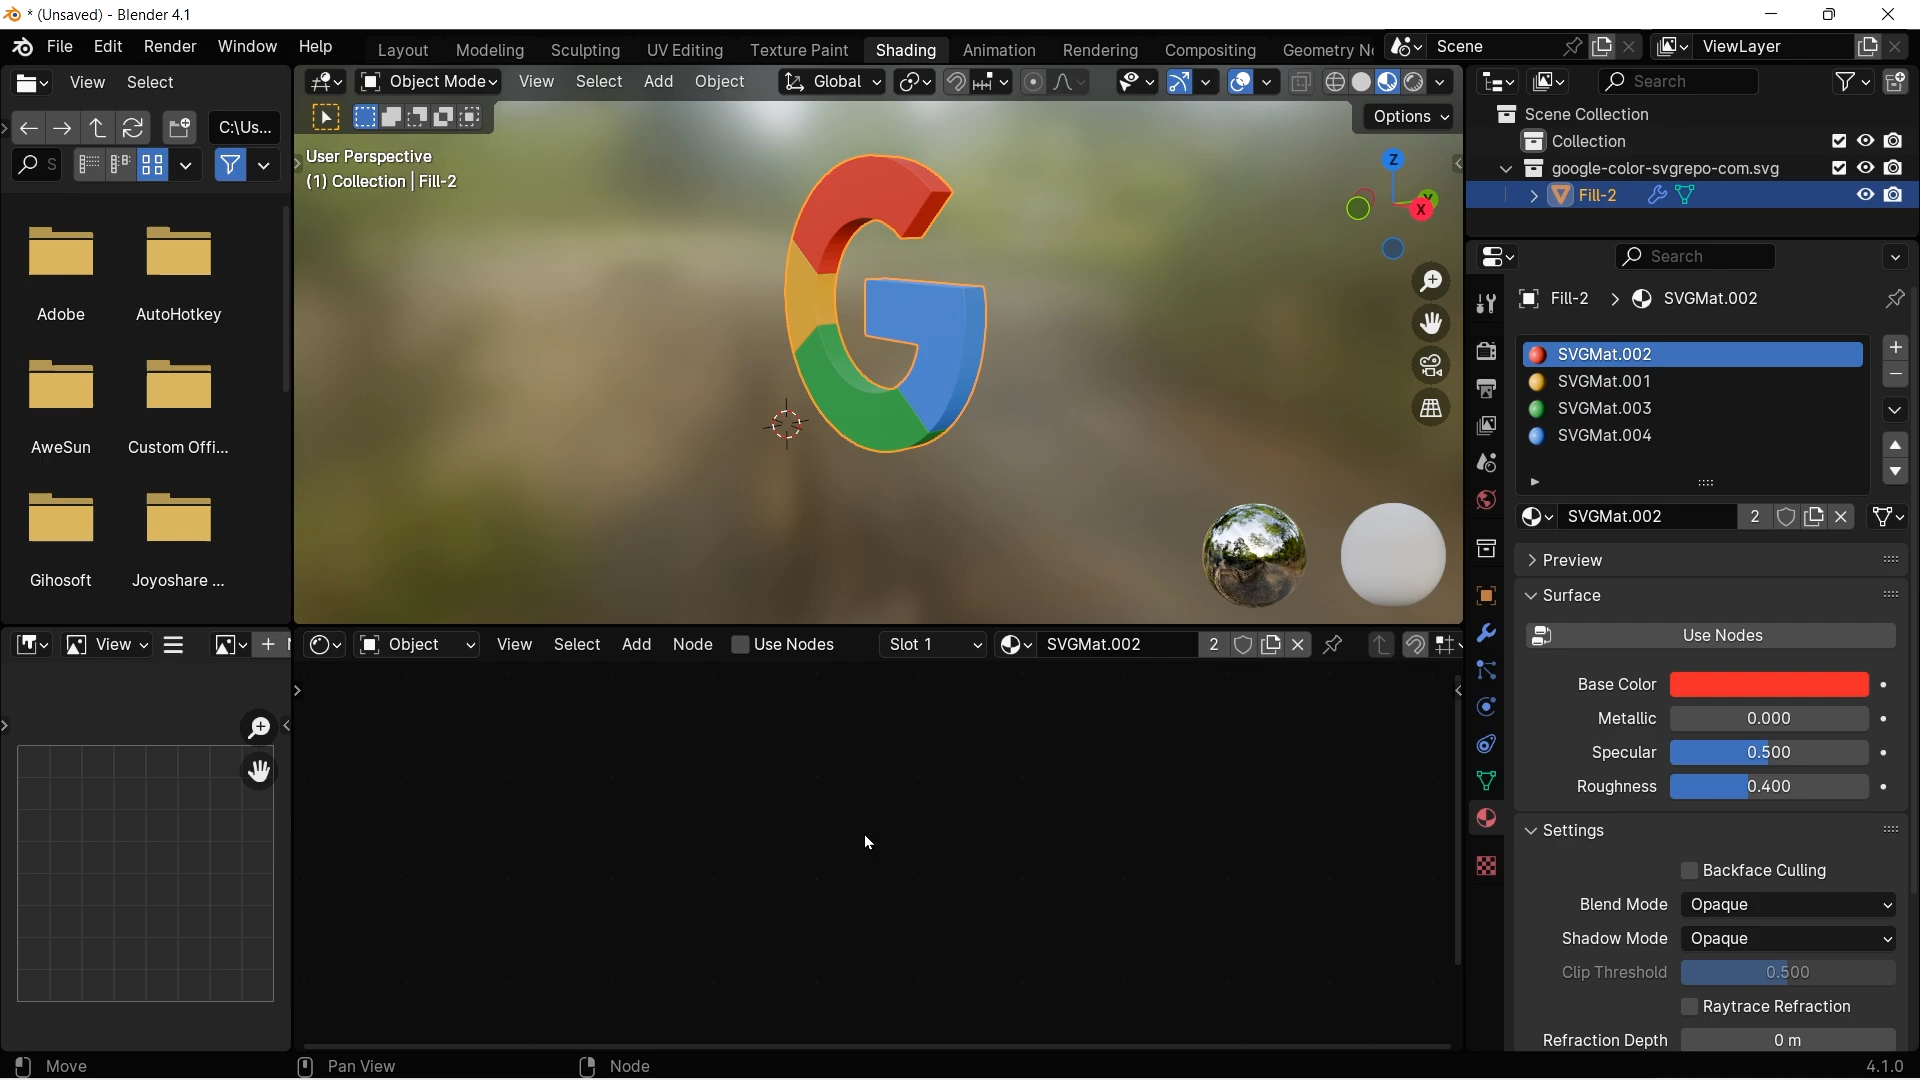 * (Unsaved) - Blender 4.1
File Edit Render Window Help Layout Modeling Sculpting UV Editing Texture Paint Shading Animation Rendering Compositing Geometry No Scene ViewLayer
View Select
Object Mode View Select Add Object Global
Search
C:\Us...
S
Options
User Perspective
(1) Collection | Fill-2
Z
Y
X
Scene Collection
Collection
google-color-svgrepo-com.svg
Fill-2
Search
Fill-2 > SVGMat.002
Adobe AutoHotkey
AweSun Custom Offi...
Gihosoft Joyoshare ...
SVGMat.002
SVGMat.001
SVGMat.003
SVGMat.004
SVGMat.002 2
Preview
Surface
Use Nodes
Base Color
Metallic 0.000
Specular 0.500
Roughness 0.400
Settings
Backface Culling
Blend Mode Opaque
Shadow Mode Opaque
Clip Threshold 0.500
Raytrace Refraction
Refraction Depth 0 m
View
Object View Select Add Node Use Nodes Slot 1 SVGMat.002 2
Move Pan View Node 4.1.0